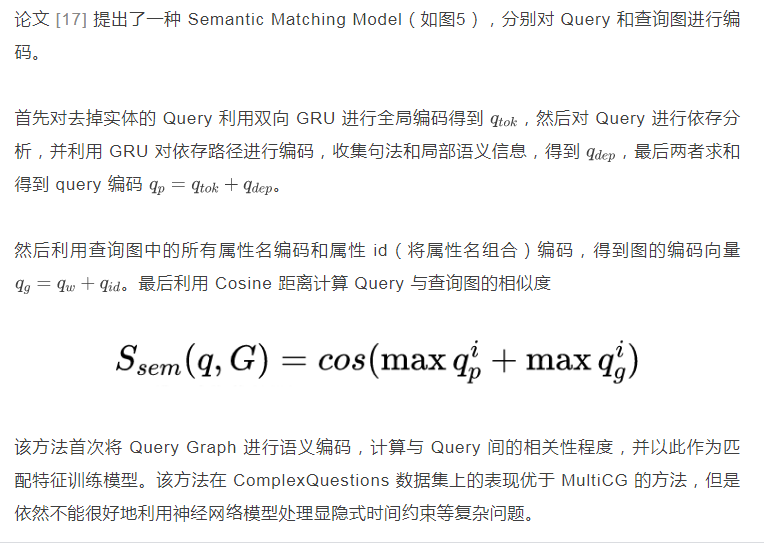 论文 [17] 提出了一种 Semantic Matching Model（如图5），分别对 Query 和查询图进行编
码。
首先对去掉实体的 Query 利用双向 GRU 进行全局编码得到 q_{tok}，然后对 Query 进行依存分
析，并利用 GRU 对依存路径进行编码，收集句法和局部语义信息，得到 q_{dep}，最后两者求和
得到 query 编码 q_p = q_{tok} + q_{dep}。
然后利用查询图中的所有属性名编码和属性 id（将属性名组合）编码，得到图的编码向量
q_g = q_w + q_{id}。最后利用 Cosine 距离计算 Query 与查询图的相似度
S_{sem}(q, G) = cos(max q_p^i + max q_g^i)
该方法首次将 Query Graph 进行语义编码，计算与 Query 间的相关性程度，并以此作为匹
配特征训练模型。该方法在 ComplexQuestions 数据集上的表现优于 MultiCG 的方法，但是
依然不能很好地利用神经网络模型处理显隐式时间约束等复杂问题。